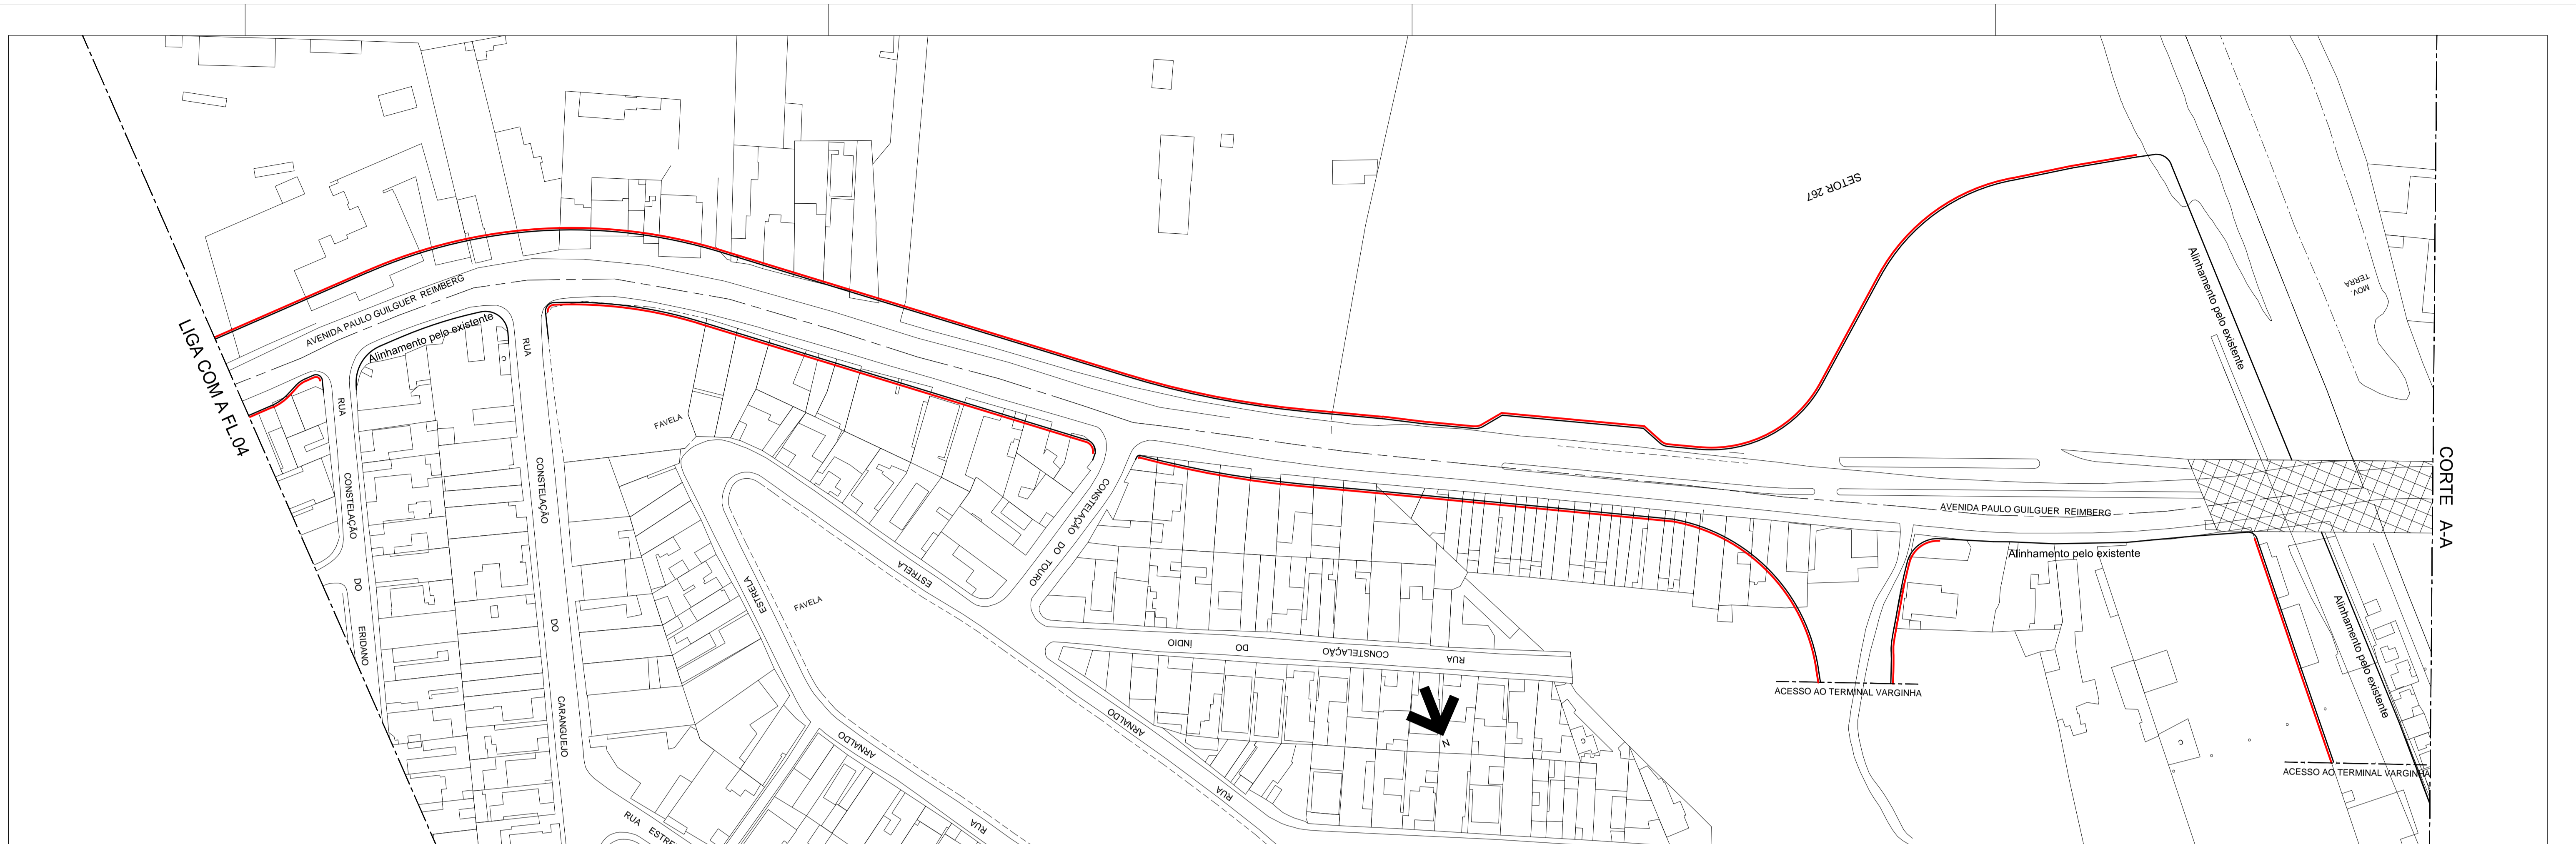 SETOR 267
MOV.
TERRA
Alinhamento pelo existente
AVENIDA PAULO GUILGUER REIMBERG
Alinhamento pelo existente
LIGA COM A FL.04
RUA
CONSTELAÇÃO
DO
ERIDANO
RUA
CONSTELAÇÃO
DO
CARANGUEJO
FAVELA
FAVELA
ESTRELA
ESTRELA
CONSTELAÇÃO DO TOURO
AVENIDA PAULO GUILGUER REIMBERG
Alinhamento pelo existente
CORTE A-A
Alinhamento pelo existente
RUA CONSTELAÇÃO DO ÍNDIO
ACESSO AO TERMINAL VARGINHA
ACESSO AO TERMINAL VARGINHA
N
ARNALDO
RUA
ARNALDO
RUA
RUA ESTRE